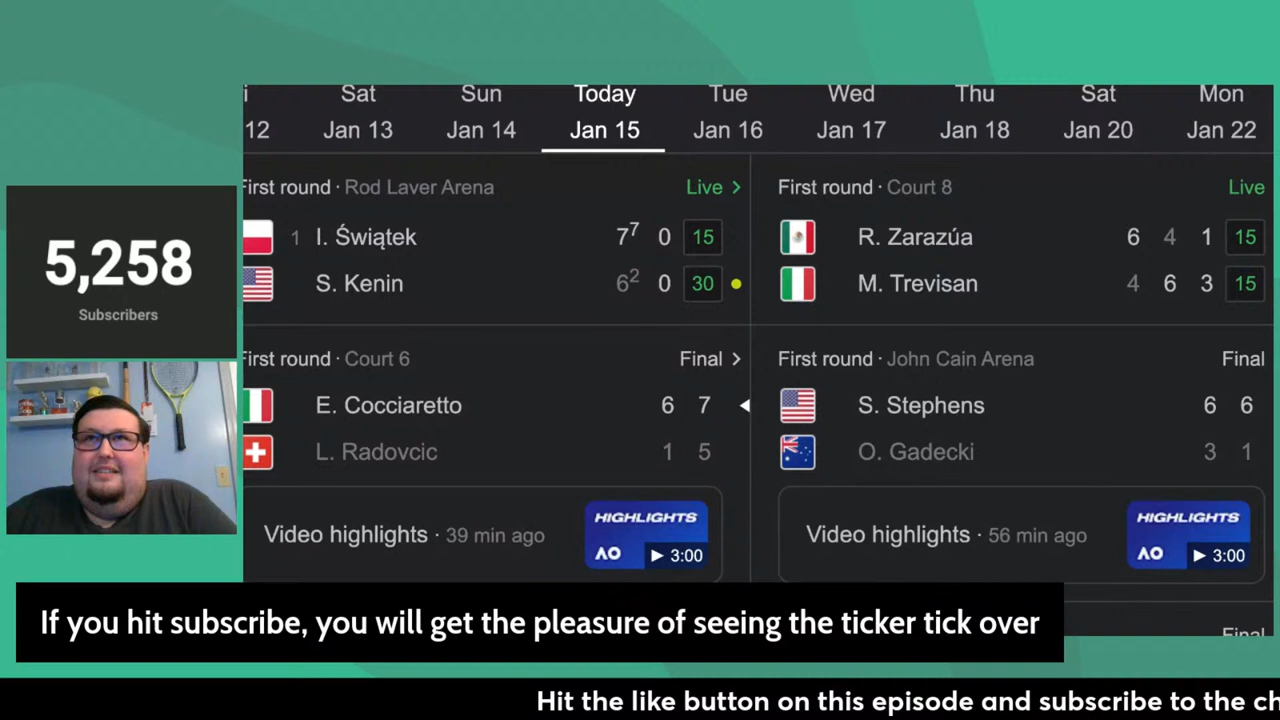 i Sat Sun Today Tue Wed Thu Sat Mon
12 Jan 13 Jan 14 Jan 15 Jan 16 Jan 17 Jan 18 Jan 20 Jan 22
First round · Rod Laver Arena Live >
1 I. Świątek 7⁷ 0 15
S. Kenin 6² 0 30
First round · Court 8 Live
R. Zarazúa 6 4 1 15
M. Trevisan 4 6 3 15
5,258
Subscribers
First round · Court 6 Final >
E. Cocciaretto 6 7
L. Radovcic 1 5
Video highlights · 39 min ago
HIGHLIGHTS
AO ▶ 3:00
First round · John Cain Arena Final
S. Stephens 6 6
O. Gadecki 3 1
Video highlights · 56 min ago
HIGHLIGHTS
AO ▶ 3:00
Final
If you hit subscribe, you will get the pleasure of seeing the ticker tick over
Hit the like button on this episode and subscribe to the ch